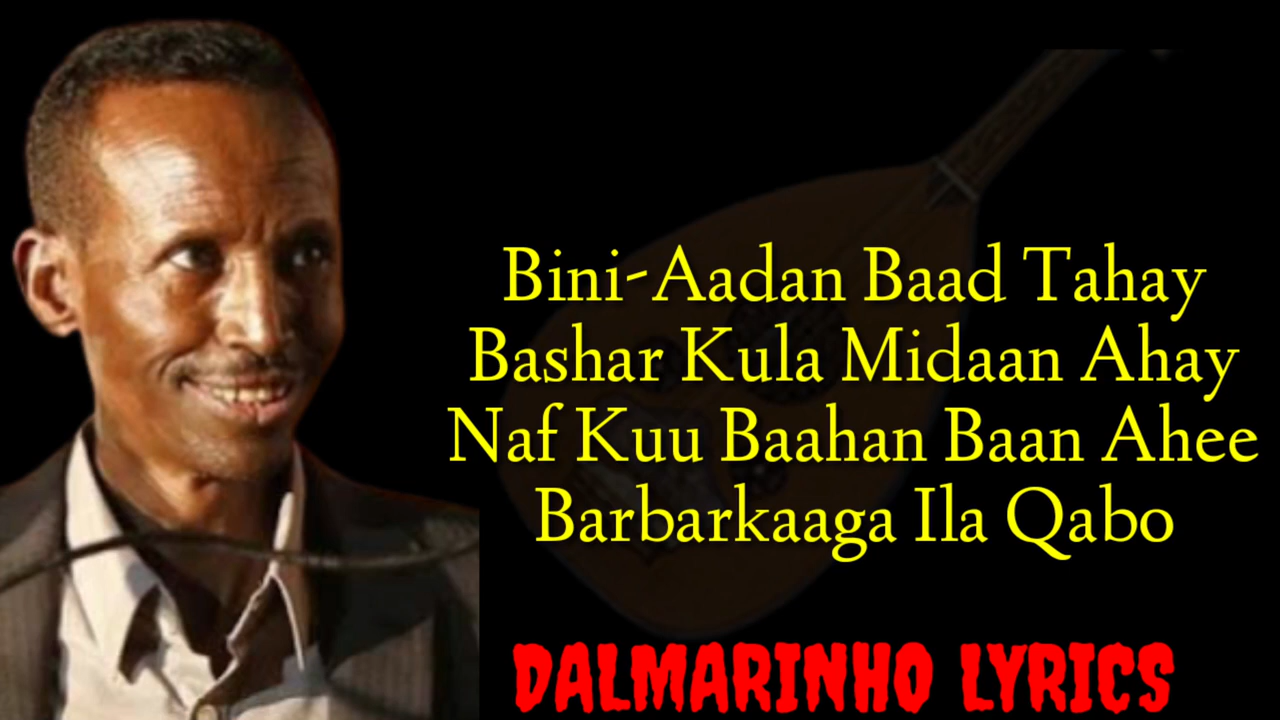 Bini-Aadan Baad Tahay
Bashar Kula Midaan Ahay
Naf Kuu Baahan Baan Ahee
Barbarkaaga Ila Qabo
DALMARINHO LYRICS